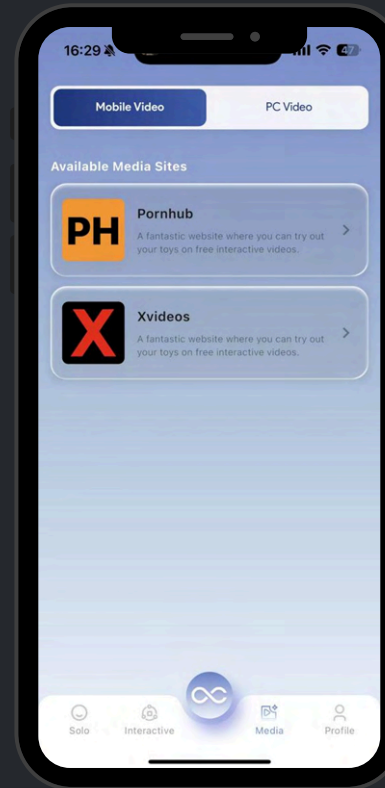 16:29
47
Mobile Video
PC Video
Available Media Sites
PH
Pornhub
A fantastic website where you can try out
your toys on free interactive videos.
X
Xvideos
A fantastic website where you can try out
your toys on free interactive videos.
Solo
Interactive
Media
Profile